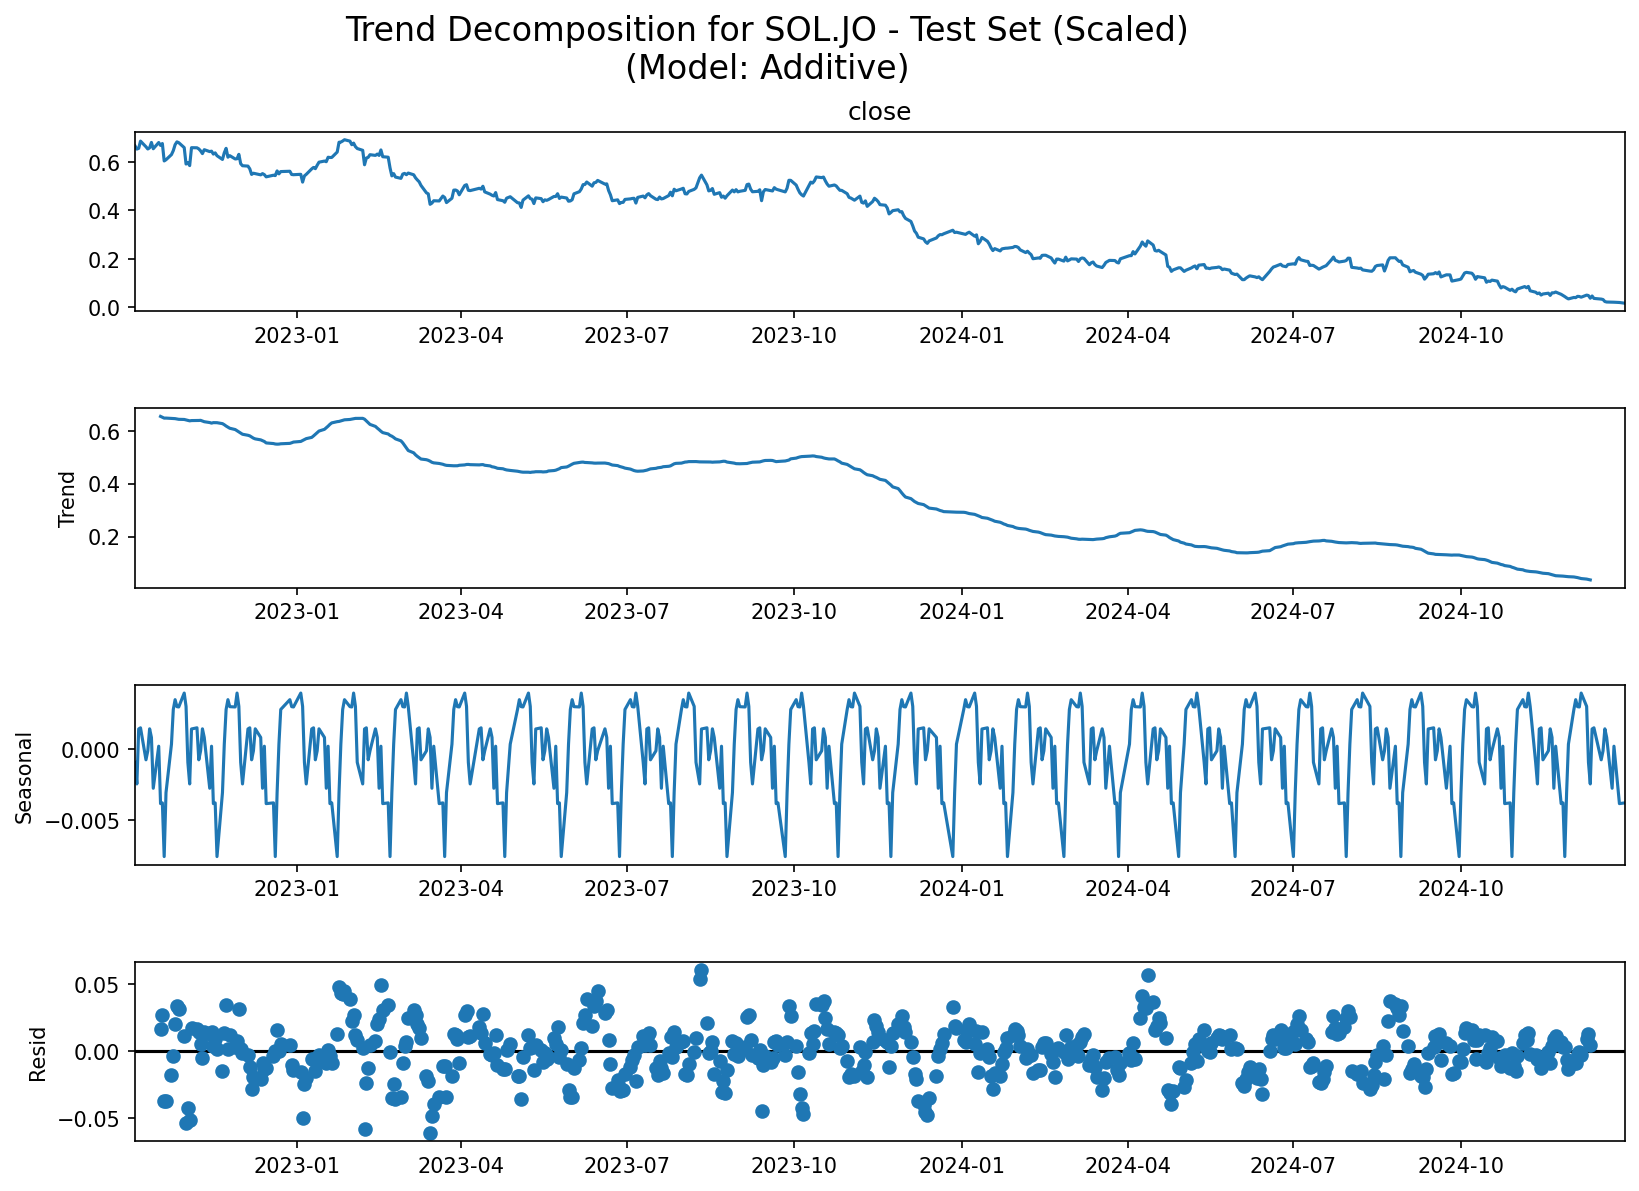 Trend Decomposition for SOL.JO - Test Set (Scaled)
(Model: Additive)
close
0.6
0.4
0.2
0.0
2023-01 2023-04 2023-07 2023-10 2024-01 2024-04 2024-07 2024-10
Trend
0.6
0.4
0.2
2023-01 2023-04 2023-07 2023-10 2024-01 2024-04 2024-07 2024-10
Seasonal
0.000
−0.005
2023-01 2023-04 2023-07 2023-10 2024-01 2024-04 2024-07 2024-10
Resid
0.05
0.00
−0.05
2023-01 2023-04 2023-07 2023-10 2024-01 2024-04 2024-07 2024-10